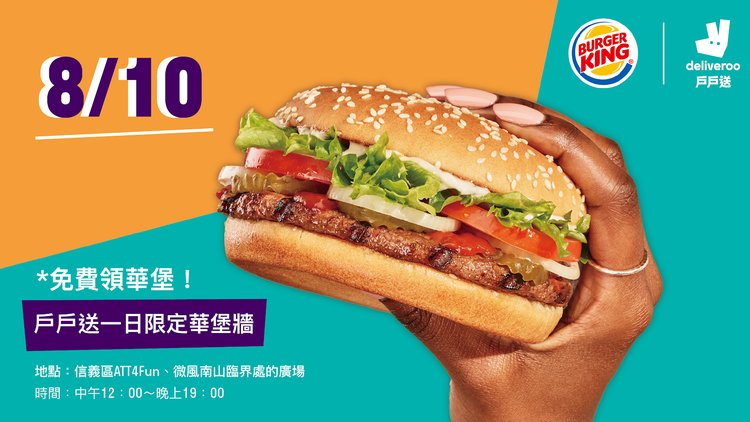 8/10
BURGER
KING
deliveroo
戶戶送
*免費領華堡！
戶戶送一日限定華堡牆
地點：信義區ATT4Fun、微風南山臨界處的廣場
時間：中午12：00～晚上19：00